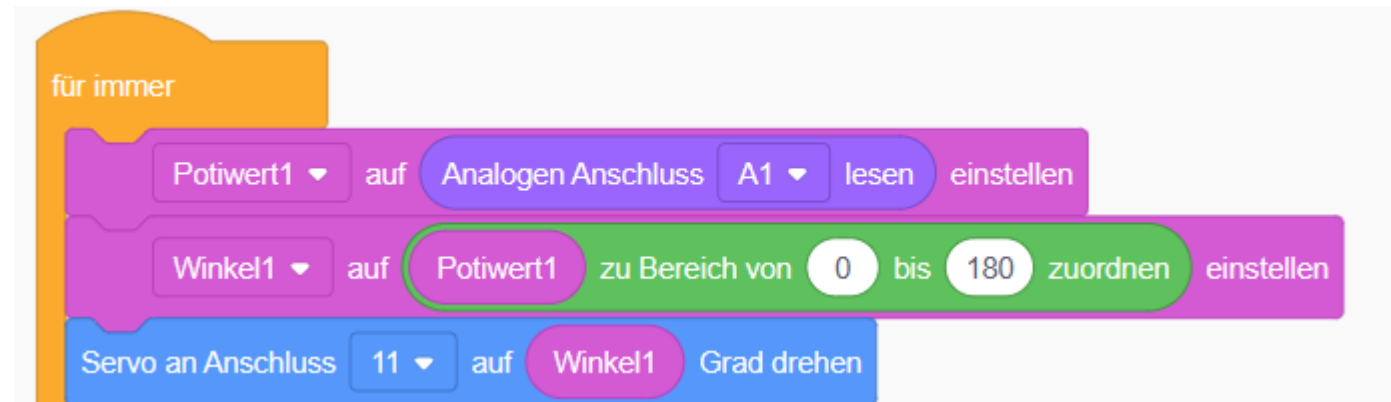 für immer
Potiwert1 auf Analogen Anschluss A1 lesen einstellen
Winkel1 auf Potiwert1 zu Bereich von 0 bis 180 zuordnen einstellen
Servo an Anschluss 11 auf Winkel1 Grad drehen